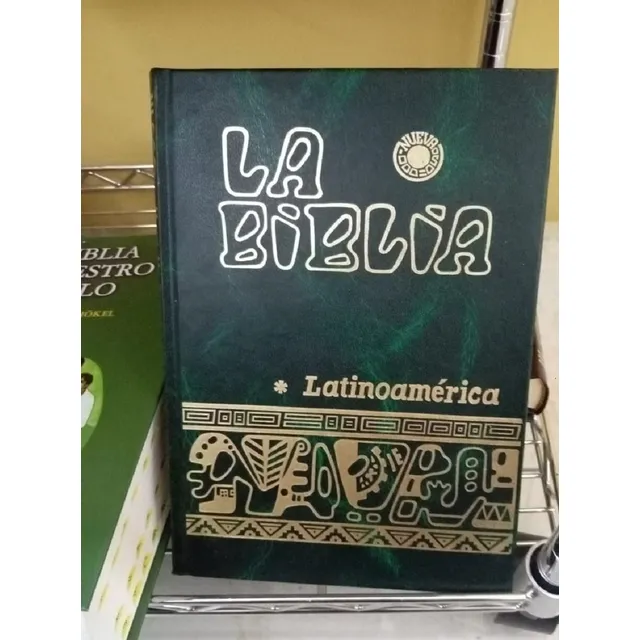 LA
BIBLIA
NUEVA
* Latinoamérica
BLIA
ESTRO
LO
ÖKEL